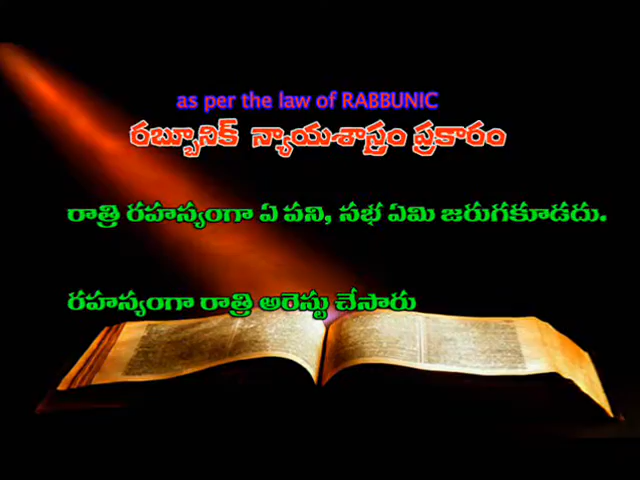 as per the law of RABBUNIC
రబ్బూనిక్ న్యాయశాస్త్రం ప్రకారం
రాత్రి రహస్యంగా ఏ పని, సభ ఏమి జరుగకూడదు.
రహస్యంగా రాత్రి అరెస్టు చేసారు